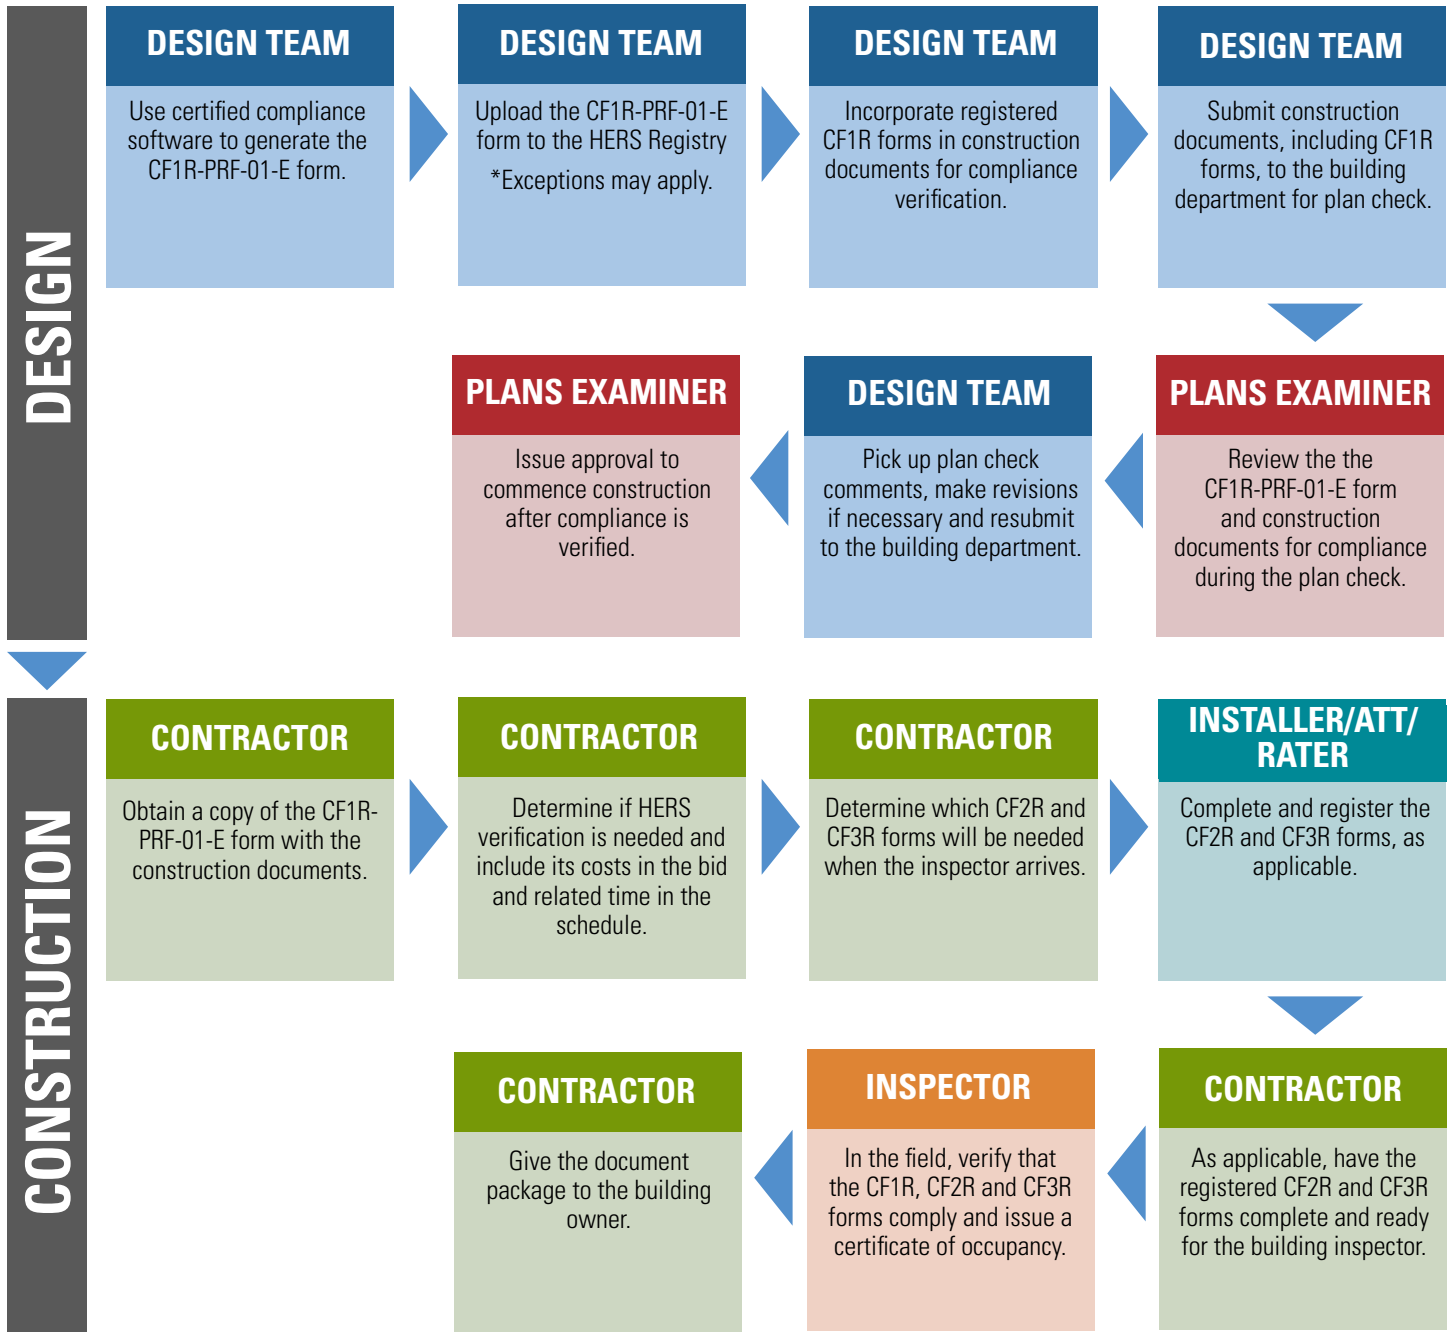 DESIGN
DESIGN TEAM
Use certified compliance
software to generate the
CF1R-PRF-01-E form.
DESIGN TEAM
Upload the CF1R-PRF-01-E
form to the HERS Registry
*Exceptions may apply.
DESIGN TEAM
Incorporate registered
CF1R forms in construction
documents for compliance
verification.
DESIGN TEAM
Submit construction
documents, including CF1R
forms, to the building
department for plan check.
PLANS EXAMINER
Review the the
CF1R-PRF-01-E form
and construction
documents for compliance
during the plan check.
DESIGN TEAM
Pick up plan check
comments, make revisions
if necessary and resubmit
to the building department.
PLANS EXAMINER
Issue approval to
commence construction
after compliance is
verified.
CONSTRUCTION
CONTRACTOR
Obtain a copy of the CF1R-
PRF-01-E form with the
construction documents.
CONTRACTOR
Determine if HERS
verification is needed and
include its costs in the bid
and related time in the
schedule.
CONTRACTOR
Determine which CF2R and
CF3R forms will be needed
when the inspector arrives.
INSTALLER/ATT/
RATER
Complete and register the
CF2R and CF3R forms, as
applicable.
CONTRACTOR
As applicable, have the
registered CF2R and CF3R
forms complete and ready
for the building inspector.
INSPECTOR
In the field, verify that
the CF1R, CF2R and CF3R
forms comply and issue a
certificate of occupancy.
CONTRACTOR
Give the document
package to the building
owner.